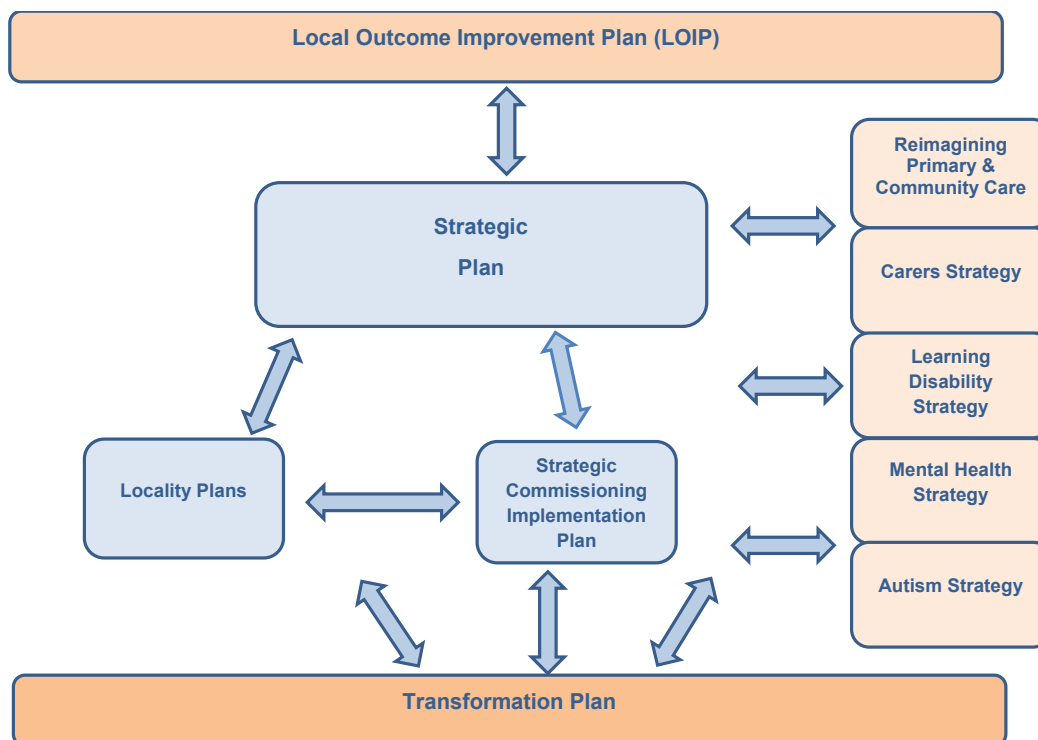 Local Outcome Improvement Plan (LOIP)
Strategic
Plan
Reimagining
Primary &
Community Care
Carers Strategy
Learning
Disability
Strategy
Locality Plans
Strategic
Commissioning
Implementation
Plan
Mental Health
Strategy
Autism Strategy
Transformation Plan